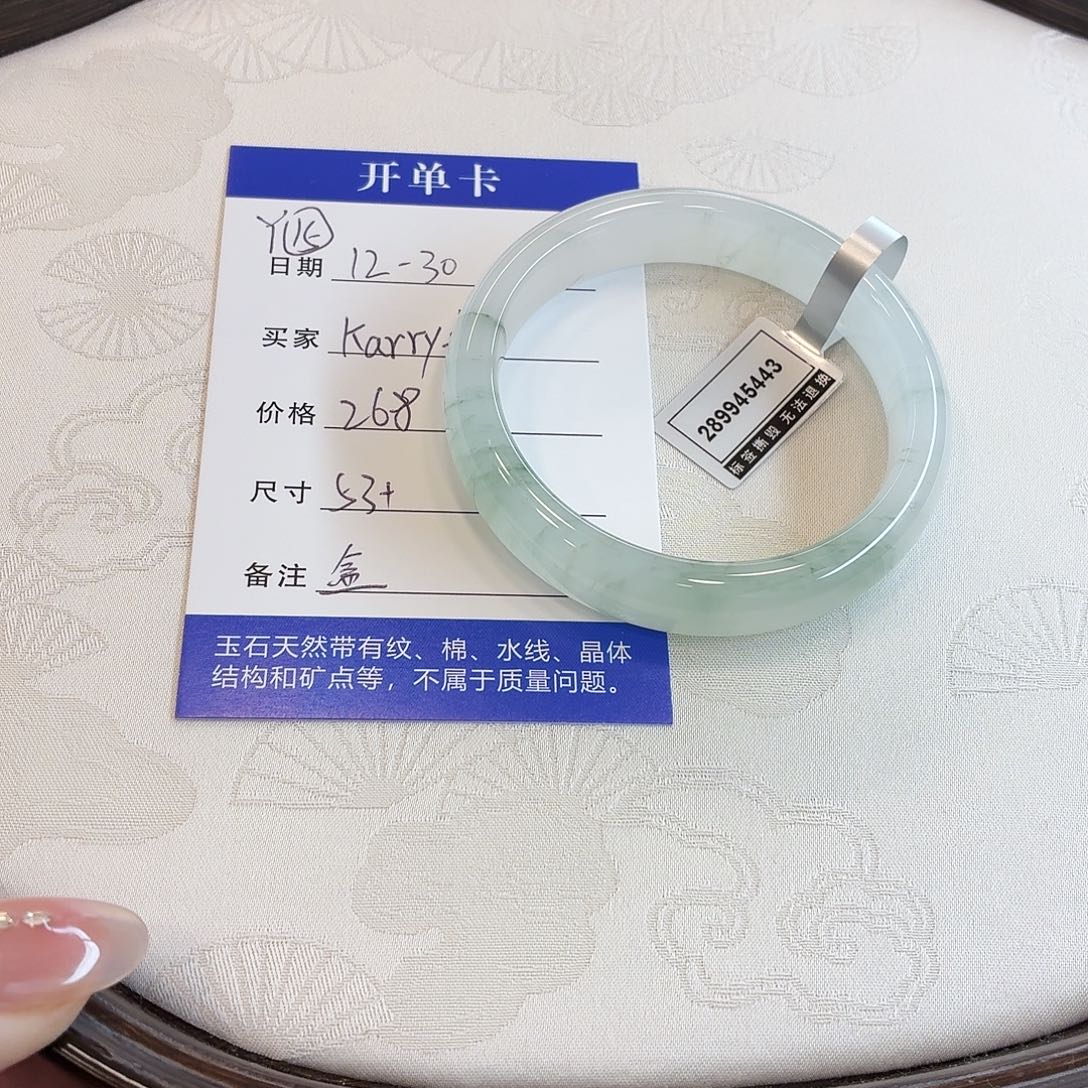 开单卡
日期 12-30
买家 Karry
价格 268
尺寸 53+
备注 盒
玉石天然带有纹、棉、水线、晶体
结构和矿点等，不属于质量问题。
289945443
标签撕毁 无法退换